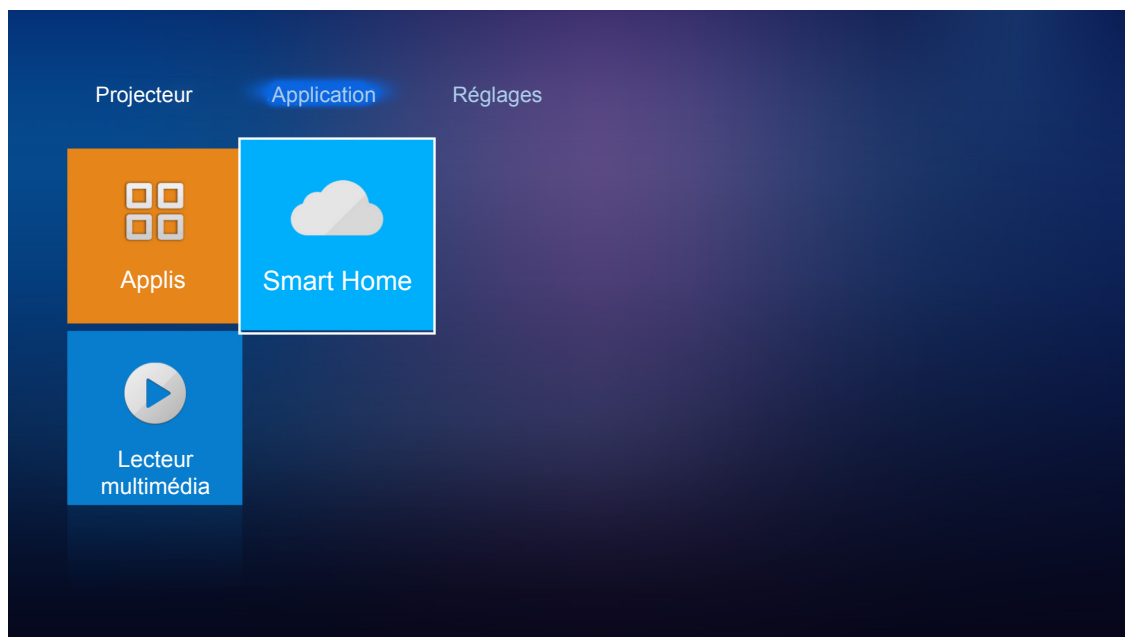 Projecteur
Application
Réglages
Applis
Smart Home
Lecteur
multimédia